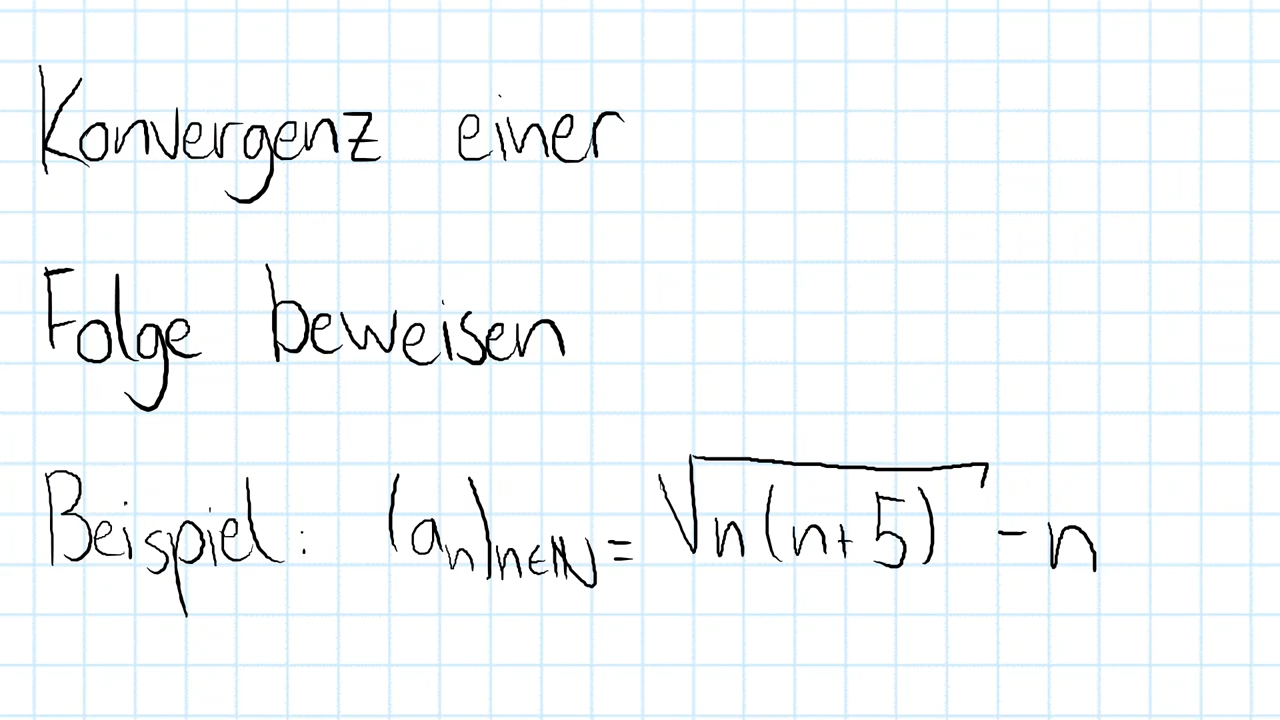 Konvergenz einer
Folge beweisen
Beispiel: (aₙ)ₙ∈ℕ = √n(n+5) - n